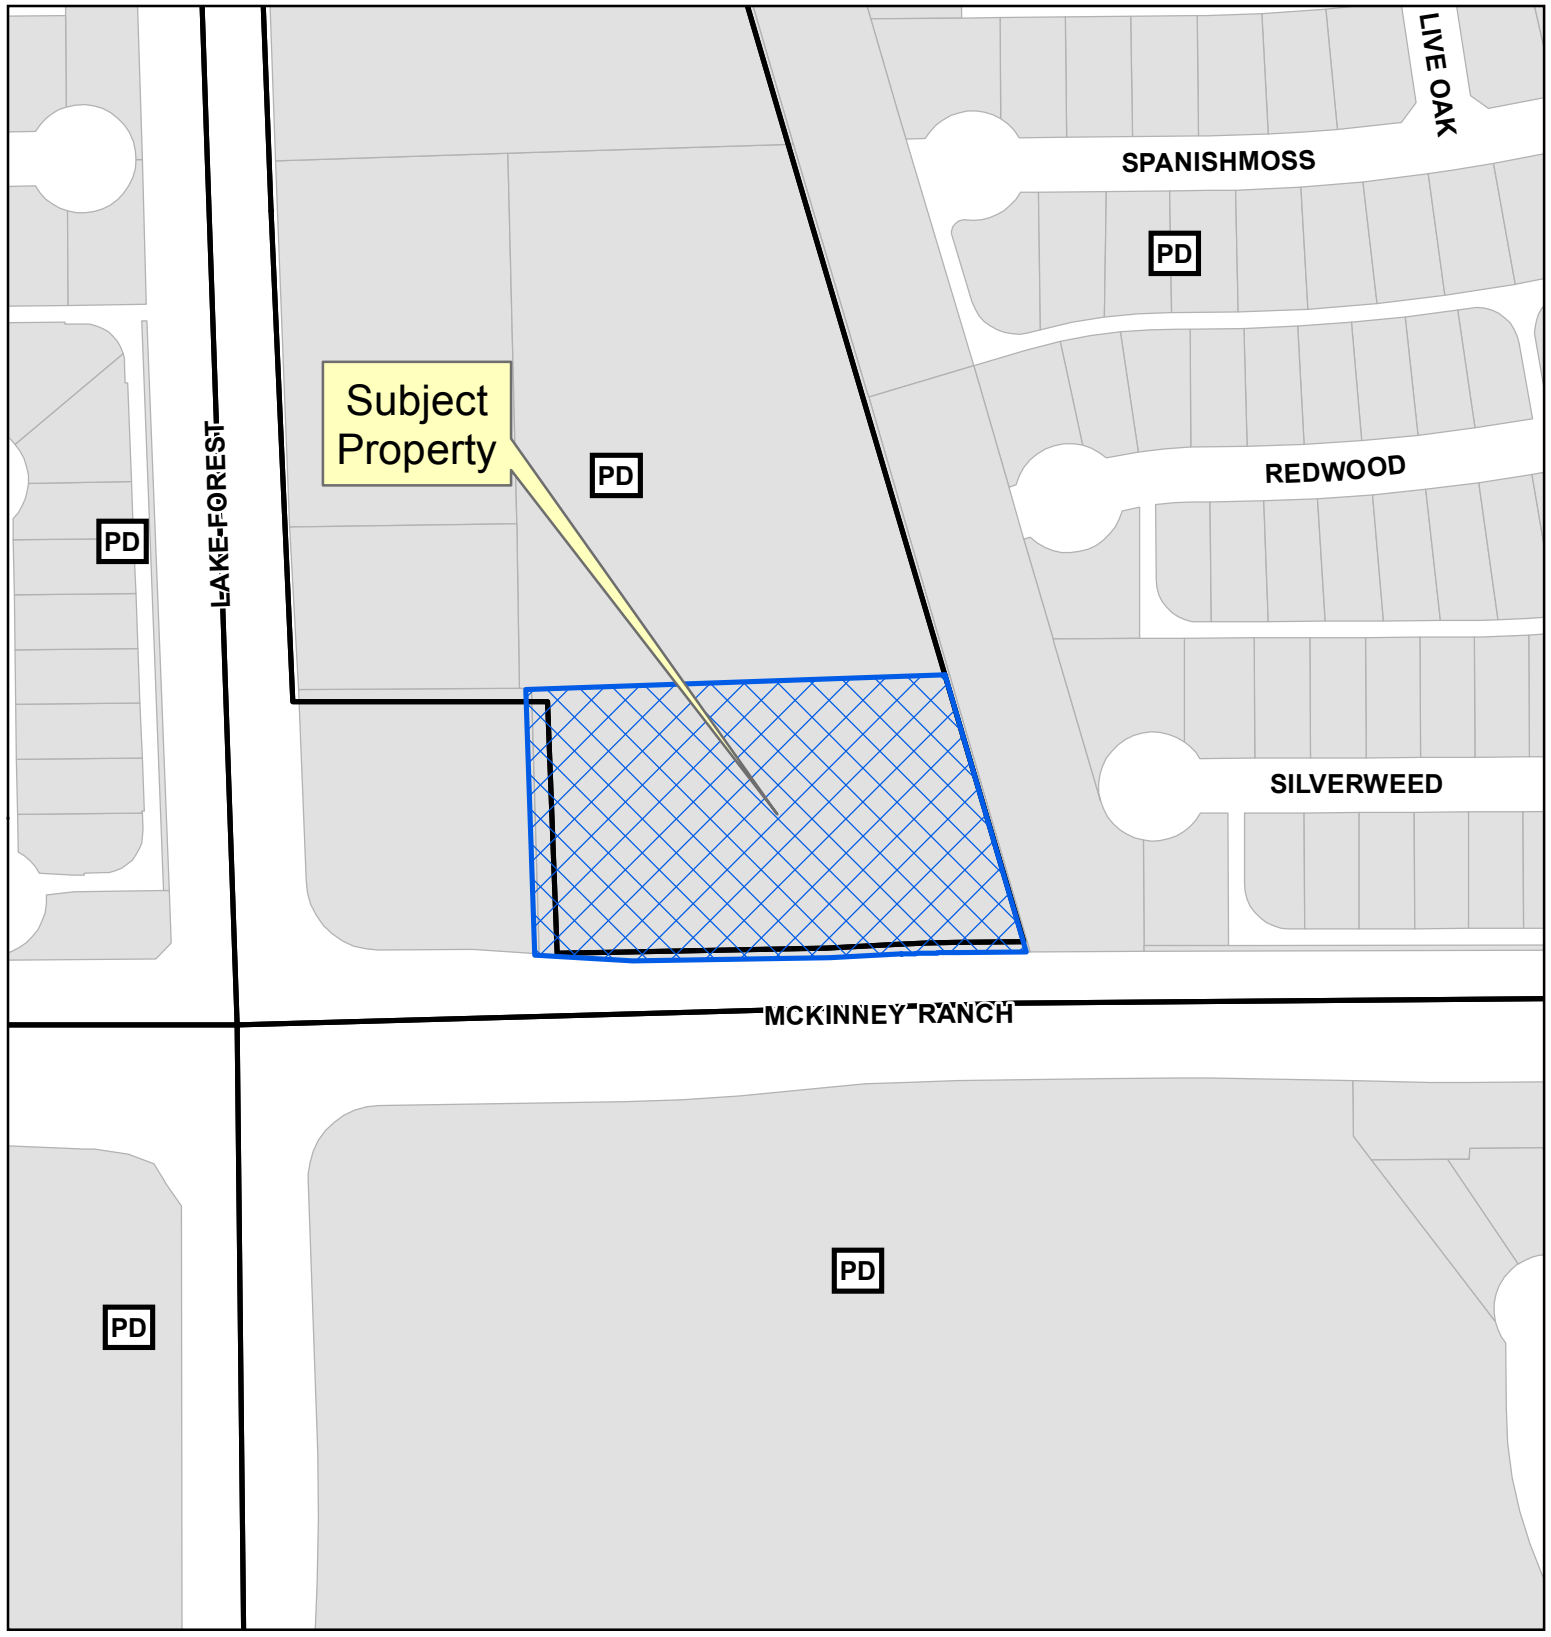 LIVE OAK
SPANISHMOSS
PD
Subject
Property
PD
REDWOOD
LAKE FOREST
PD
SILVERWEED
MCKINNEY RANCH
PD
PD